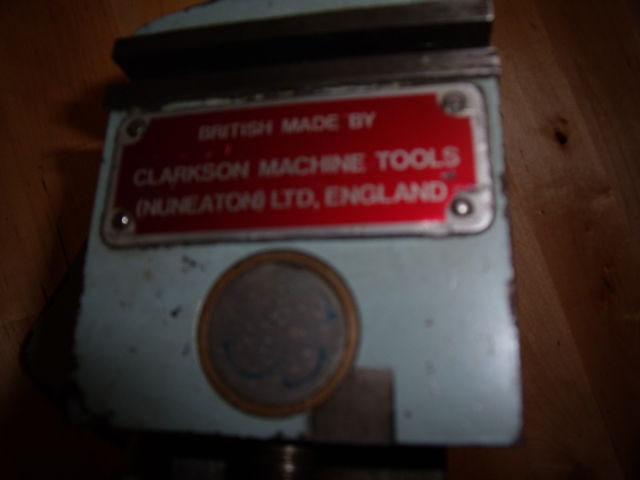 BRITISH MADE BY
CLARKSON MACHINE TOOLS
(NUNEATON) LTD, ENGLAND